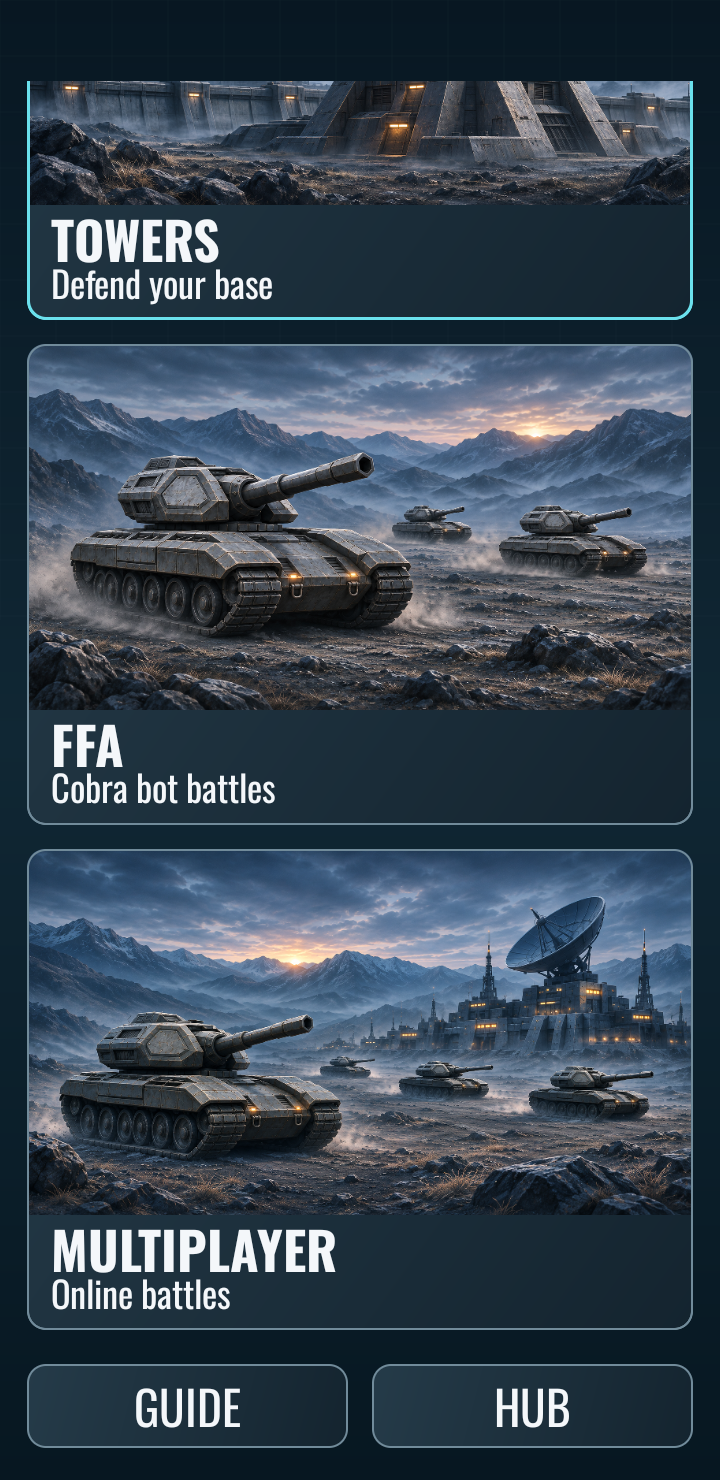 TOWERS
Defend your base
FFA
Cobra bot battles
MULTIPLAYER
Online battles
GUIDE
HUB